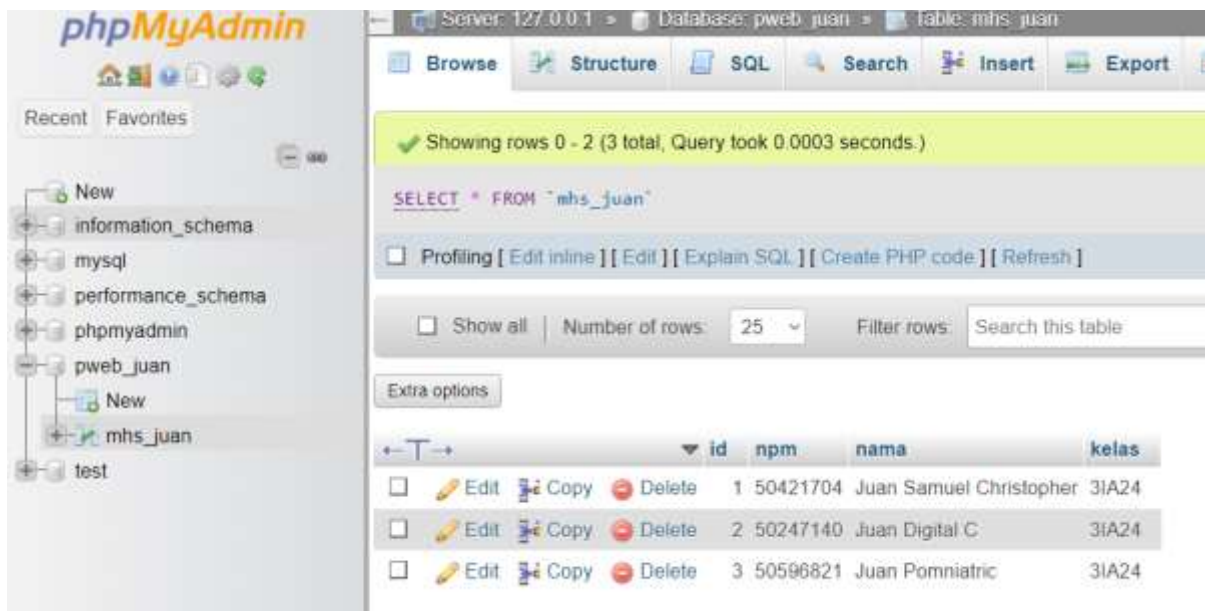 phpMyAdmin
Recent Favorites
New
information_schema
mysql
performance_schema
phpmyadmin
pweb_juan
New
mhs_juan
test
Server: 127.0.0.1 » Database: pweb_juan » Table: mhs_juan
Browse Structure SQL Search Insert Export
Showing rows 0 - 2 (3 total, Query took 0.0003 seconds.)
SELECT * FROM `mhs_juan`
Profiling [ Edit inline ] [ Edit ] [ Explain SQL ] [ Create PHP code ] [ Refresh ]
Show all | Number of rows: 25 Filter rows: Search this table
Extra options
id npm nama kelas
Edit Copy Delete 1 50421704 Juan Samuel Christopher 3IA24
Edit Copy Delete 2 50247140 Juan Digital C 3IA24
Edit Copy Delete 3 50596821 Juan Pomniatric 3IA24